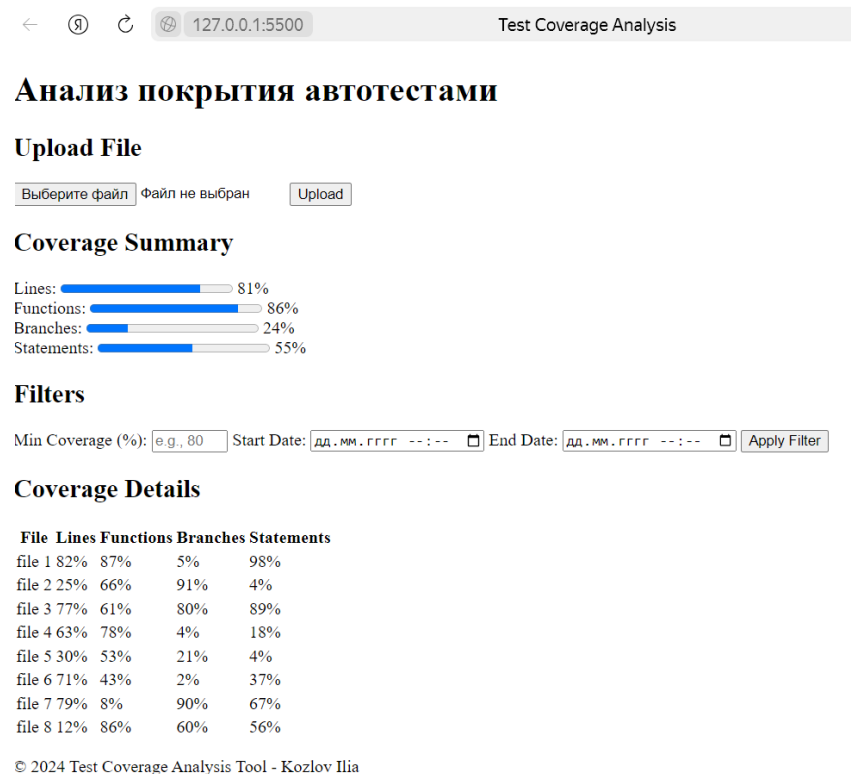 Я 127.0.0.1:5500 Test Coverage Analysis
Анализ покрытия автотестами
Upload File
Выберите файл Файл не выбран Upload
Coverage Summary
Lines: 81%
Functions: 86%
Branches: 24%
Statements: 55%
Filters
Min Coverage (%): e.g., 80 Start Date: дд.мм.гггг --:-- End Date: дд.мм.гггг --:-- Apply Filter
Coverage Details
File Lines Functions Branches Statements
file 1 82% 87% 5% 98%
file 2 25% 66% 91% 4%
file 3 77% 61% 80% 89%
file 4 63% 78% 4% 18%
file 5 30% 53% 21% 4%
file 6 71% 43% 2% 37%
file 7 79% 8% 90% 67%
file 8 12% 86% 60% 56%
© 2024 Test Coverage Analysis Tool - Kozlov Ilia